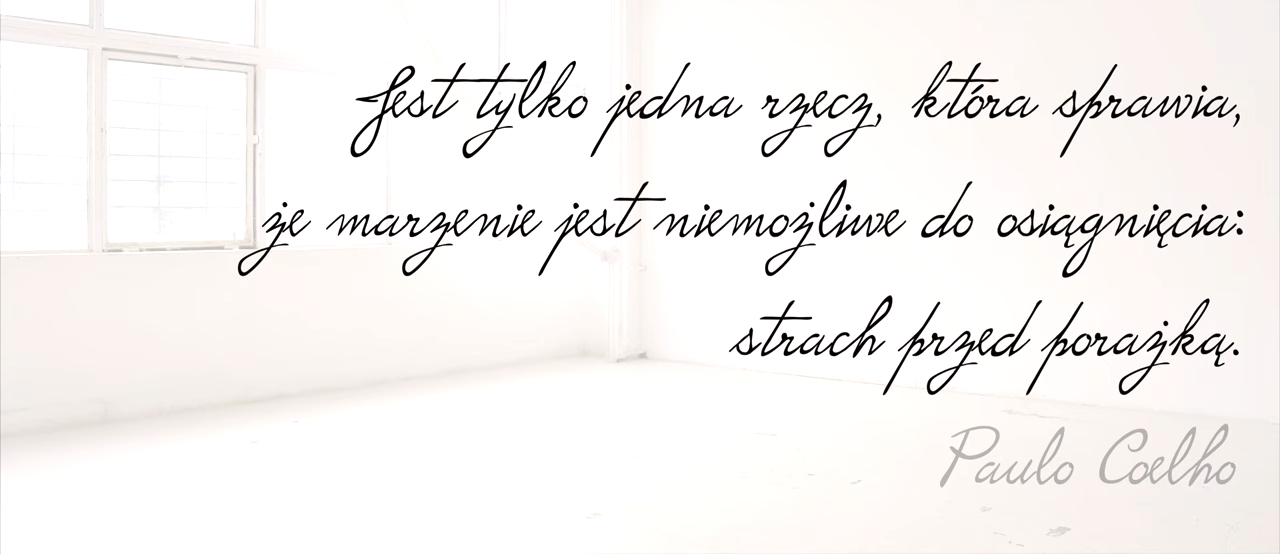 Jest tylko jedna rzecz, która sprawia,
że marzenie jest niemożliwe do osiągnięcia:
strach przed porażką.
Paulo Coelho